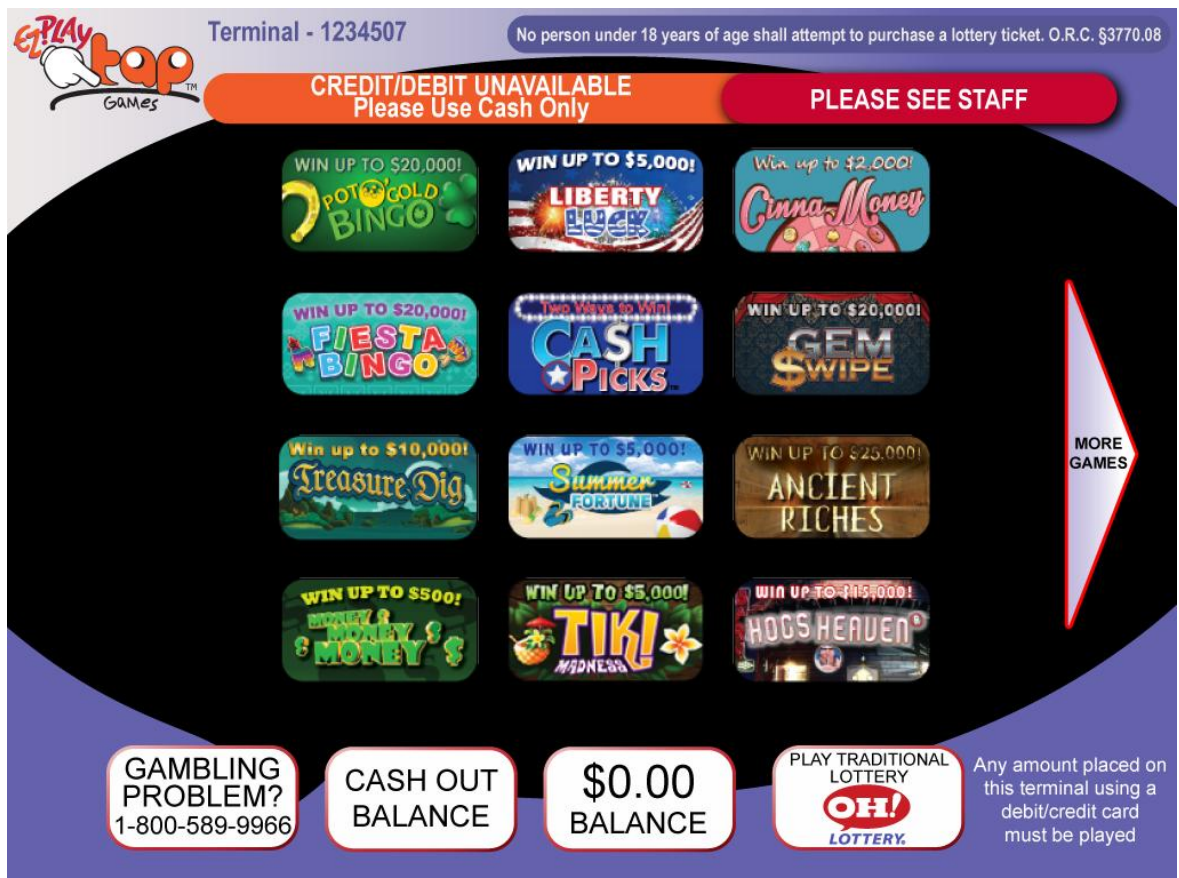 EZPLAY
tap
Games
TM
Terminal - 1234507
No person under 18 years of age shall attempt to purchase a lottery ticket. O.R.C. §3770.08
CREDIT/DEBIT UNAVAILABLE
Please Use Cash Only
PLEASE SEE STAFF
WIN UP TO $20,000!
POT O' GOLD
BINGO
WIN UP TO $5,000!
LIBERTY
LUCK
Win up to $2,000!
Cinna-Money
WIN UP TO $20,000!
FIESTA
BINGO
Two Ways to Win!
CASH
PICKS™
WIN UP TO $20,000!
GEM
$WIPE
Win up to $10,000!
Treasure Dig
WIN UP TO $5,000!
Summer
FORTUNE
WIN UP TO $25,000!
ANCIENT
RICHES
WIN UP TO $500!
MONEY $
$ MONEY $
$ MONEY $
WIN UP TO $5,000!
TIKI!
MADNESS
WIN UP TO $15,000!
HOGS HEAVEN®
MORE
GAMES
GAMBLING
PROBLEM?
1-800-589-9966
CASH OUT
BALANCE
$0.00
BALANCE
PLAY TRADITIONAL
LOTTERY
OH!
LOTTERY.
Any amount placed on
this terminal using a
debit/credit card
must be played